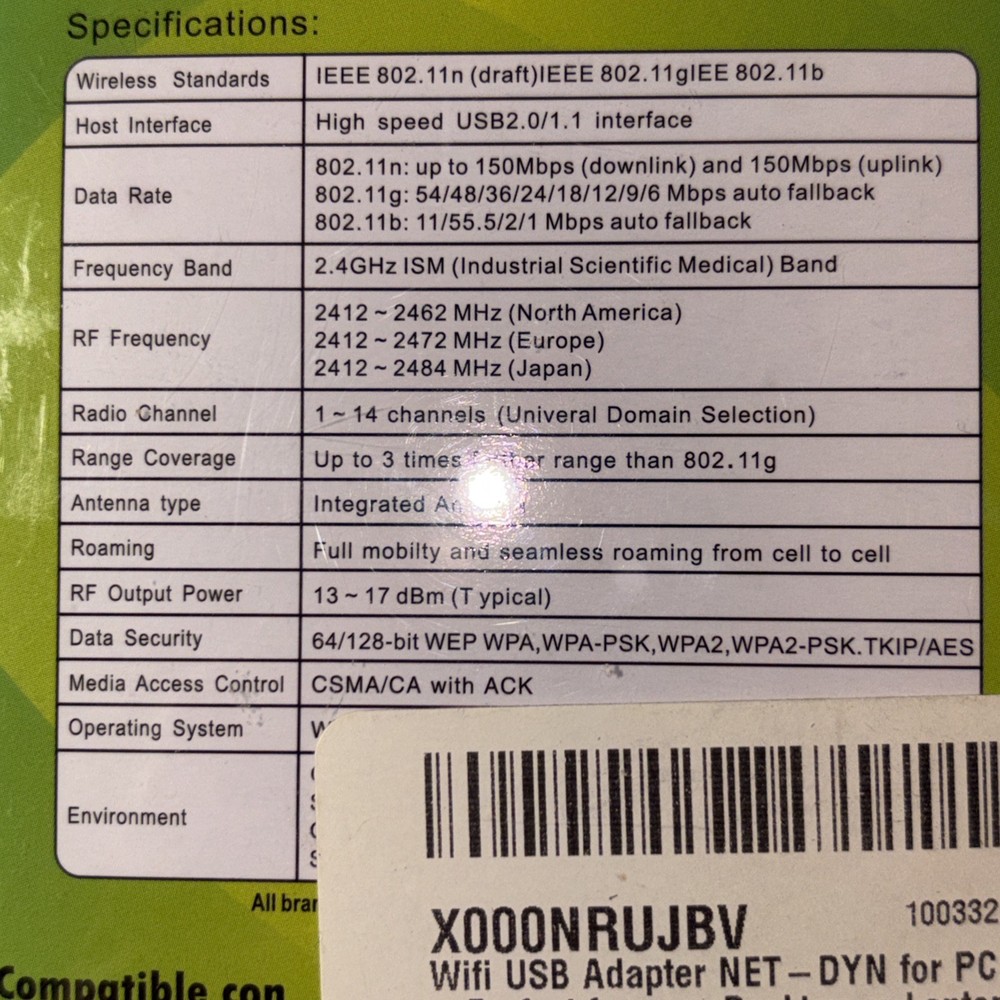 Specifications:
Wireless Standards
IEEE 802.11n (draft)IEEE 802.11gIEE 802.11b
Host Interface
High speed USB2.0/1.1 interface
Data Rate
802.11n: up to 150Mbps (downlink) and 150Mbps (uplink)
802.11g: 54/48/36/24/18/12/9/6 Mbps auto fallback
802.11b: 11/55.5/2/1 Mbps auto fallback
Frequency Band
2.4GHz ISM (Industrial Scientific Medical) Band
RF Frequency
2412 ~ 2462 MHz (North America)
2412 ~ 2472 MHz (Europe)
2412 ~ 2484 MHz (Japan)
Radio Channel
1 ~ 14 channels (Univeral Domain Selection)
Range Coverage
Up to 3 times range than 802.11g
Antenna type
Integrated
Roaming
Full mobilty and seamless roaming from cell to cell
RF Output Power
13 ~ 17 dBm (T ypical)
Data Security
64/128-bit WEP WPA,WPA-PSK,WPA2,WPA2-PSK.TKIP/AES
Media Access Control
CSMA/CA with ACK
Operating System
Environment
All
X000NRUJBV
100332
Wifi USB Adapter NET-DYN for PC
Compatible